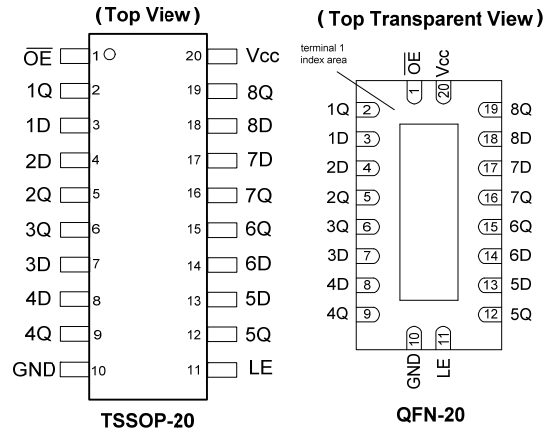 (Top View)
O̅E̅ 1 20 Vcc
1Q 2 19 8Q
1D 3 18 8D
2D 4 17 7D
2Q 5 16 7Q
3Q 6 15 6Q
3D 7 14 6D
4D 8 13 5D
4Q 9 12 5Q
GND 10 11 LE
TSSOP-20
(Top Transparent View)
terminal 1
index area
O̅E̅ Vcc
1 20
1Q 2 19 8Q
1D 3 18 8D
2D 4 17 7D
2Q 5 16 7Q
3Q 6 15 6Q
3D 7 14 6D
4D 8 13 5D
4Q 9 12 5Q
10 11
GND LE
QFN-20